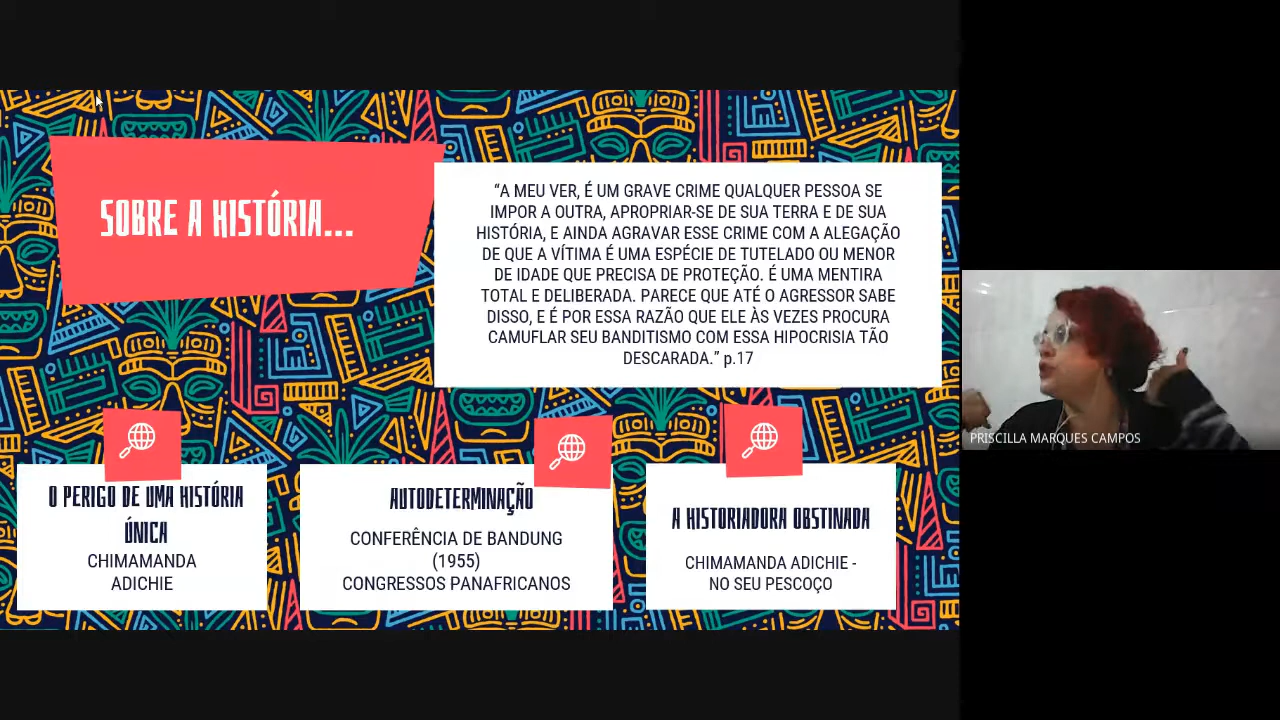 SOBRE A HISTÓRIA...
“A MEU VER, É UM GRAVE CRIME QUALQUER PESSOA SE
IMPOR A OUTRA, APROPRIAR-SE DE SUA TERRA E DE SUA
HISTÓRIA, E AINDA AGRAVAR ESSE CRIME COM A ALEGAÇÃO
DE QUE A VÍTIMA É UMA ESPÉCIE DE TUTELADO OU MENOR
DE IDADE QUE PRECISA DE PROTEÇÃO. É UMA MENTIRA
TOTAL E DELIBERADA. PARECE QUE ATÉ O AGRESSOR SABE
DISSO, E É POR ESSA RAZÃO QUE ELE ÀS VEZES PROCURA
CAMUFLAR SEU BANDITISMO COM ESSA HIPOCRISIA TÃO
DESCARADA.” p.17
O PERIGO DE UMA HISTÓRIA
ÚNICA
CHIMAMANDA
ADICHIE
AUTODETERMINAÇÃO
CONFERÊNCIA DE BANDUNG
(1955)
CONGRESSOS PANAFRICANOS
A HISTORIADORA OBSTINADA
CHIMAMANDA ADICHIE -
NO SEU PESCOÇO
PRISCILLA MARQUES CAMPOS